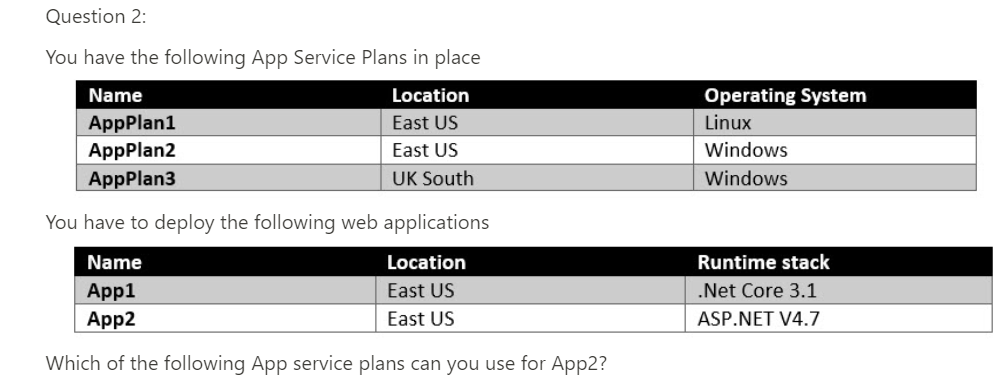 Question 2:
You have the following App Service Plans in place
Name Location Operating System
AppPlan1 East US Linux
AppPlan2 East US Windows
AppPlan3 UK South Windows
You have to deploy the following web applications
Name Location Runtime stack
App1 East US .Net Core 3.1
App2 East US ASP.NET V4.7
Which of the following App service plans can you use for App2?